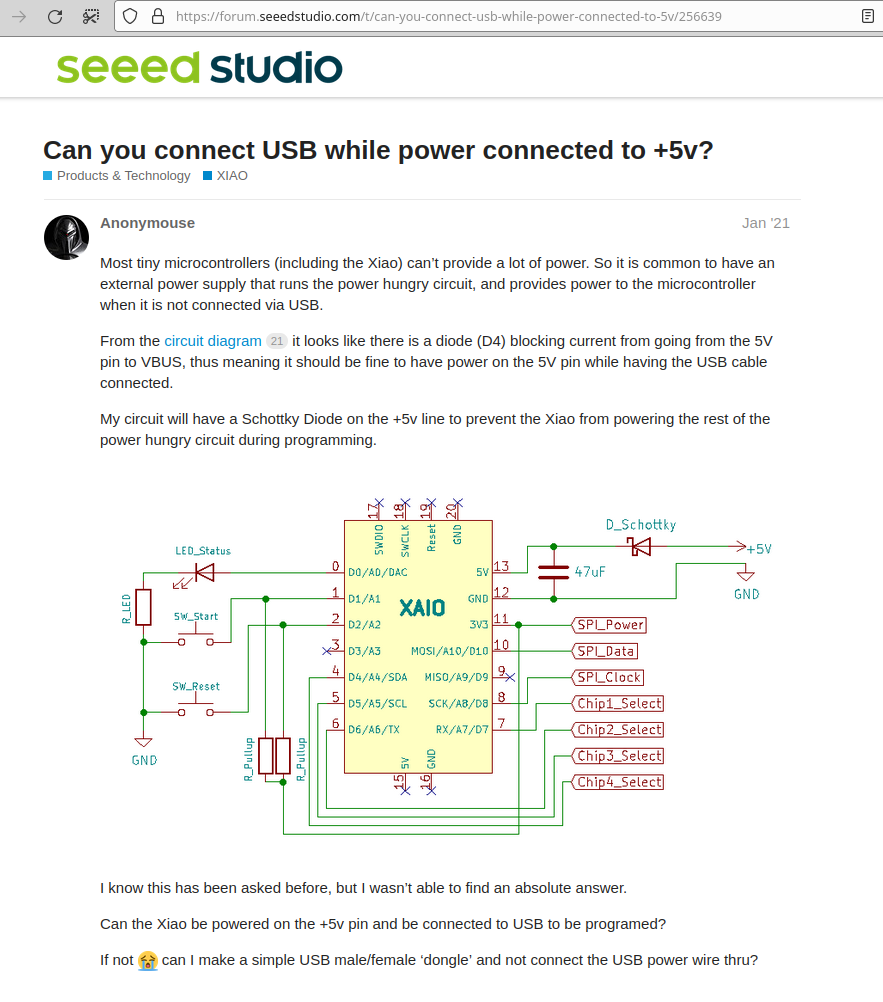 https://forum.seeedstudio.com/t/can-you-connect-usb-while-power-connected-to-5v/256639
seeed studio
Can you connect USB while power connected to +5v?
Products & Technology XIAO
Anonymouse Jan '21
Most tiny microcontrollers (including the Xiao) can’t provide a lot of power. So it is common to have an
external power supply that runs the power hungry circuit, and provides power to the microcontroller
when it is not connected via USB.
From the circuit diagram 21 it looks like there is a diode (D4) blocking current from going from the 5V
pin to VBUS, thus meaning it should be fine to have power on the 5V pin while having the USB cable
connected.
My circuit will have a Schottky Diode on the +5v line to prevent the Xiao from powering the rest of the
power hungry circuit during programming.
17 18 19 20
SWDIO SWCLK Reset GND
D_Schottky
+5V
LED_Status
0 D0/A0/DAC 5V 13
47uF
GND
R_LED
1 D1/A1 GND 12
XAIO
SW_Start
2 D2/A2 3V3 11 SPI_Power
3 D3/A3 MOSI/A10/D10 10 SPI_Data
4 D4/A4/SDA MISO/A9/D9 9 SPI_Clock
SW_Reset
5 D5/A5/SCL SCK/A8/D8 8 Chip1_Select
6 D6/A6/TX RX/A7/D7 7 Chip2_Select
GND
R_Pullup R_Pullup
5V GND
15 16
Chip3_Select
Chip4_Select
I know this has been asked before, but I wasn’t able to find an absolute answer.
Can the Xiao be powered on the +5v pin and be connected to USB to be programed?
If not 😭 can I make a simple USB male/female ‘dongle’ and not connect the USB power wire thru?